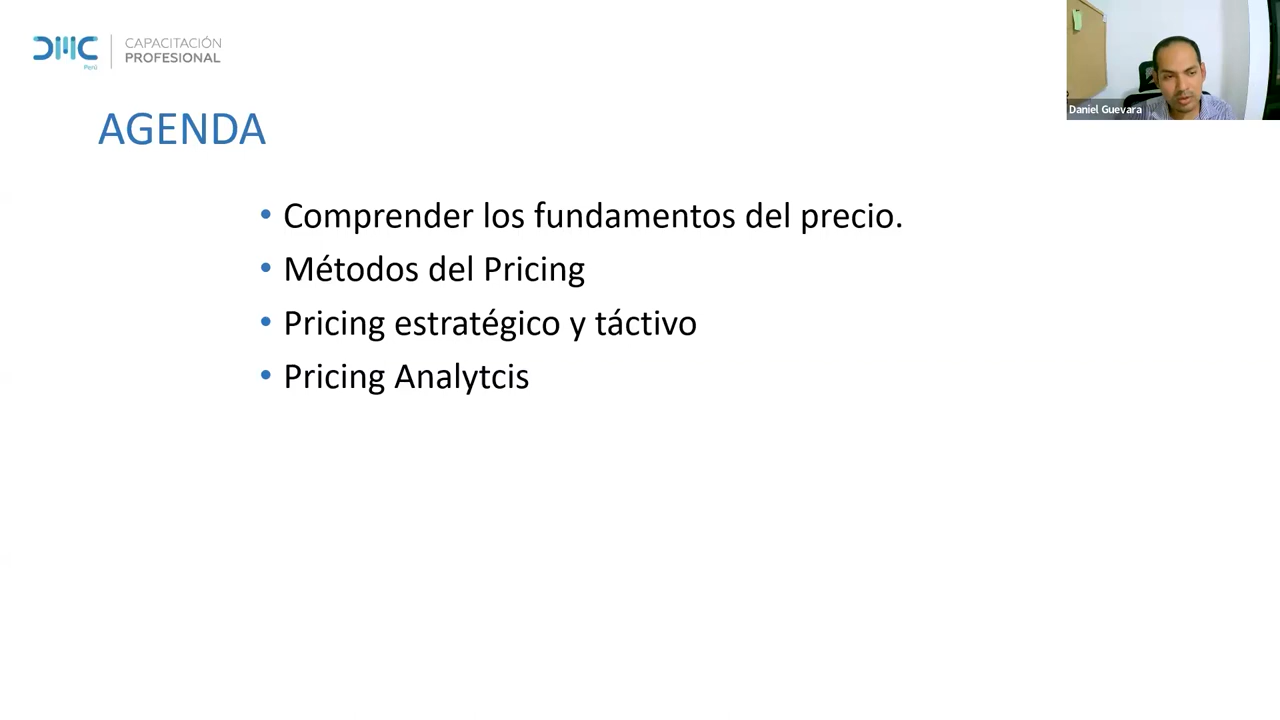 DMC
Perú
CAPACITACIÓN
PROFESIONAL
Daniel Guevara
AGENDA
• Comprender los fundamentos del precio.
• Métodos del Pricing
• Pricing estratégico y táctivo
• Pricing Analytcis